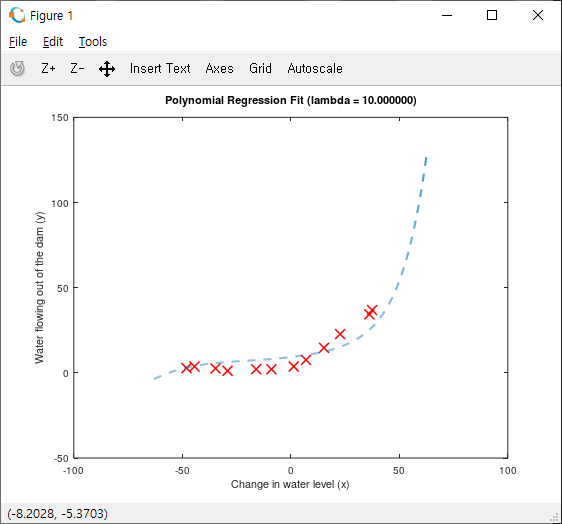 Figure 1
File Edit Tools
Z+ Z- Insert Text Axes Grid Autoscale
Polynomial Regression Fit (lambda = 10.000000)
150
100
50
0
-50
Water flowing out of the dam (y)
-100 -50 0 50 100
Change in water level (x)
(-8.2028, -5.3703)